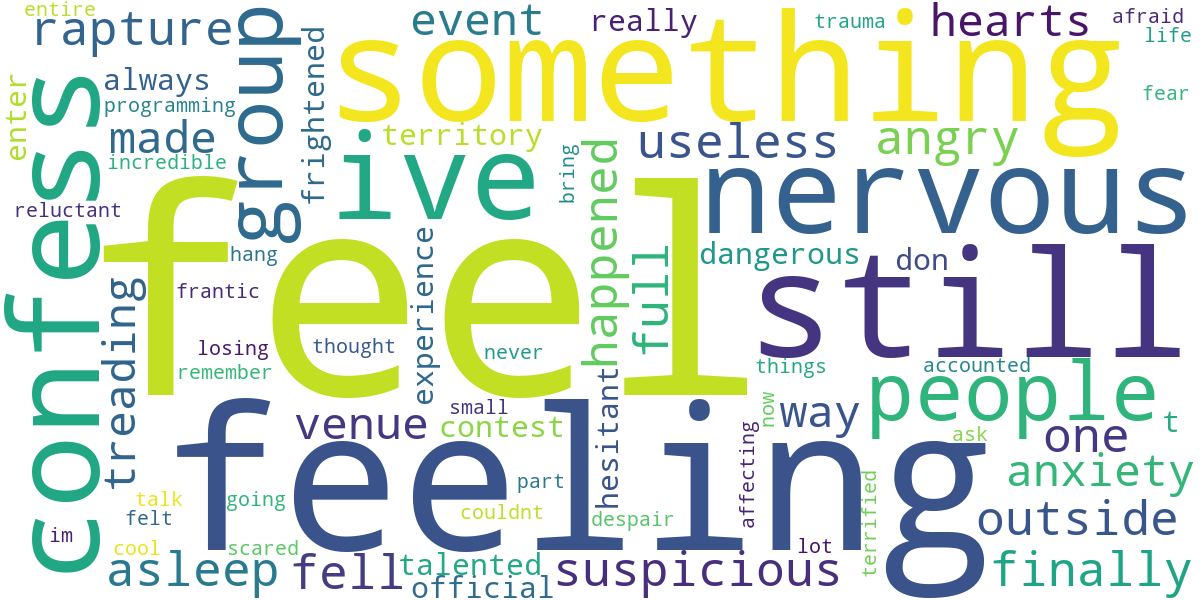 entire
rapture
event
really
trauma
hearts
afraid
life
something
group
confess
frightened
always
programming
enter
made
incredible
territory
ive
useless
angry
fear
nervous
bring
happened
reluctant
feel
hang
frantic
treading
experience
full
dangerous
don
still
losing
thought
never
remember
things
accounted
people
t
small
venue
contest
hesitant
affecting
now
way
ask
one
feeling
anxiety
talk
going
part
felt
couldnt
despair
terrified
outside
im
cool
scared
lot
asleep
fell
talented
official
suspicious
finally